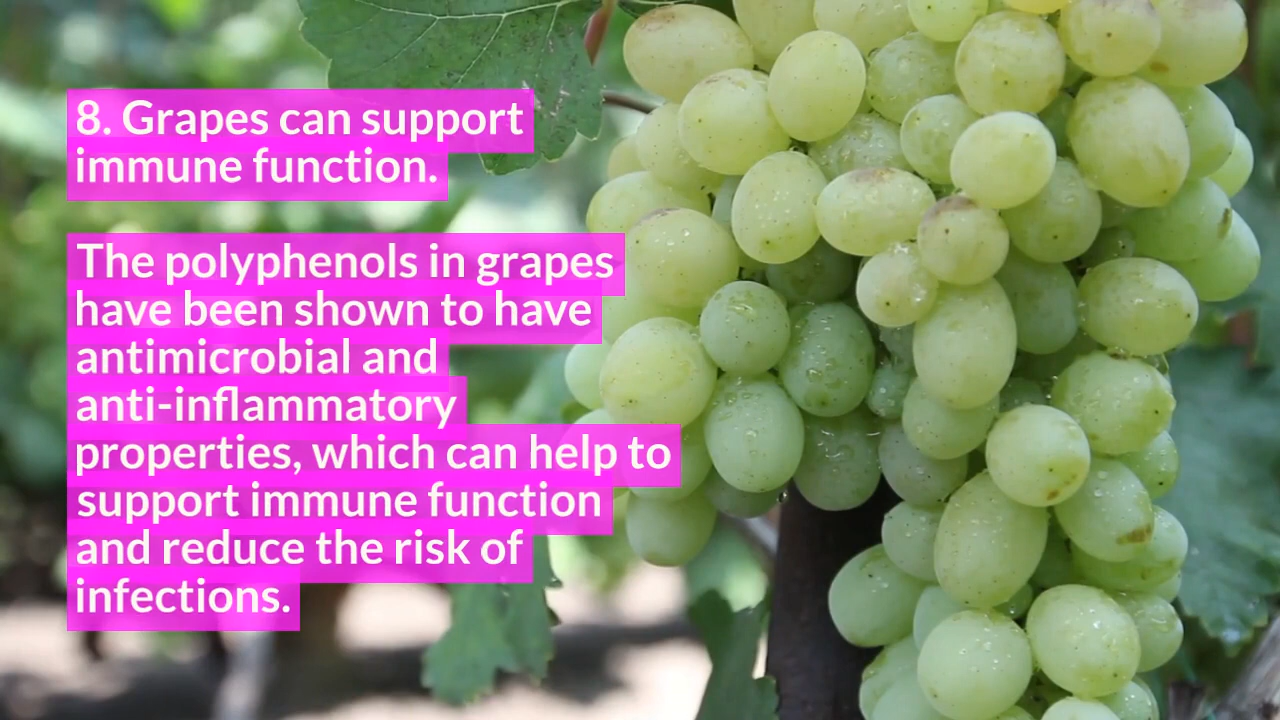 8. Grapes can support
immune function.
The polyphenols in grapes
have been shown to have
antimicrobial and
anti-inflammatory
properties, which can help to
support immune function
and reduce the risk of
infections.